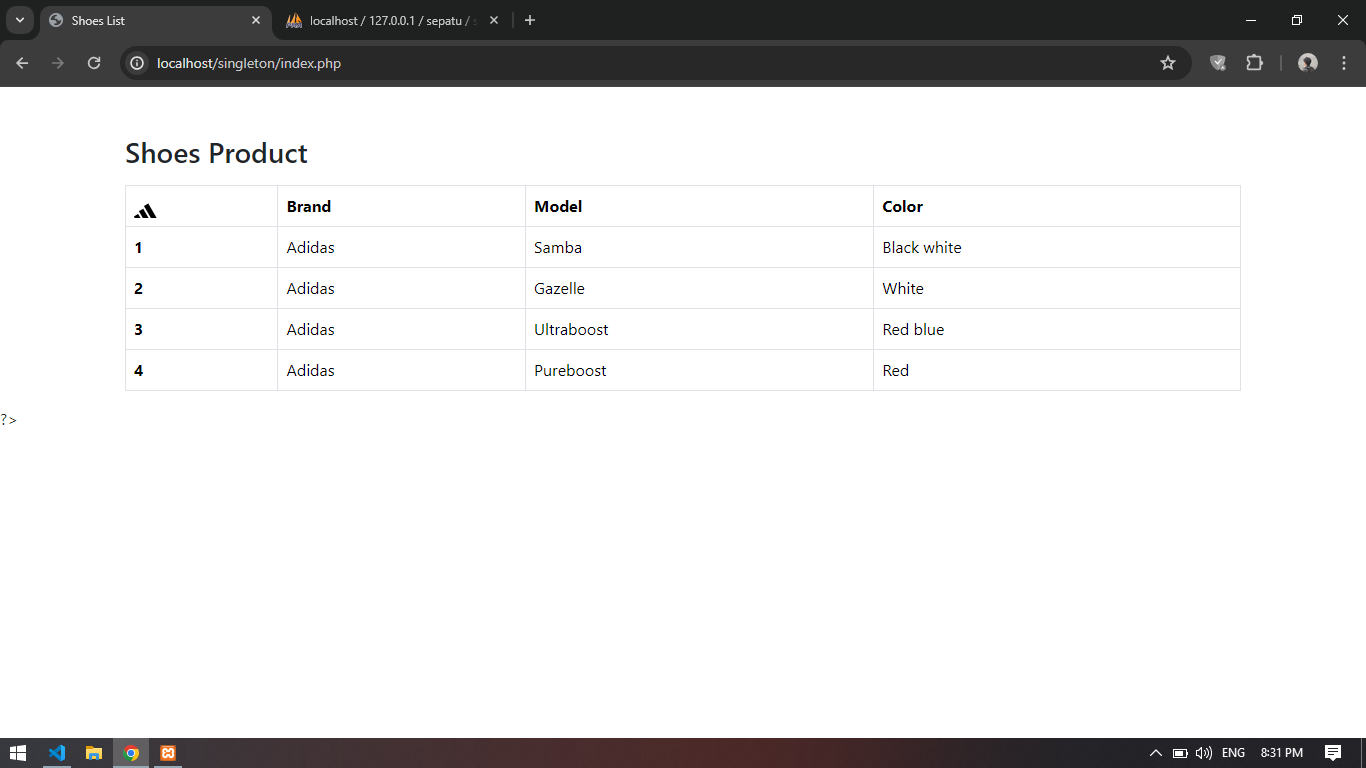 Shoes List
localhost / 127.0.0.1 / sepatu /
localhost/singleton/index.php
Shoes Product
Brand Model Color
1 Adidas Samba Black white
2 Adidas Gazelle White
3 Adidas Ultraboost Red blue
4 Adidas Pureboost Red
?>
ENG 8:31 PM